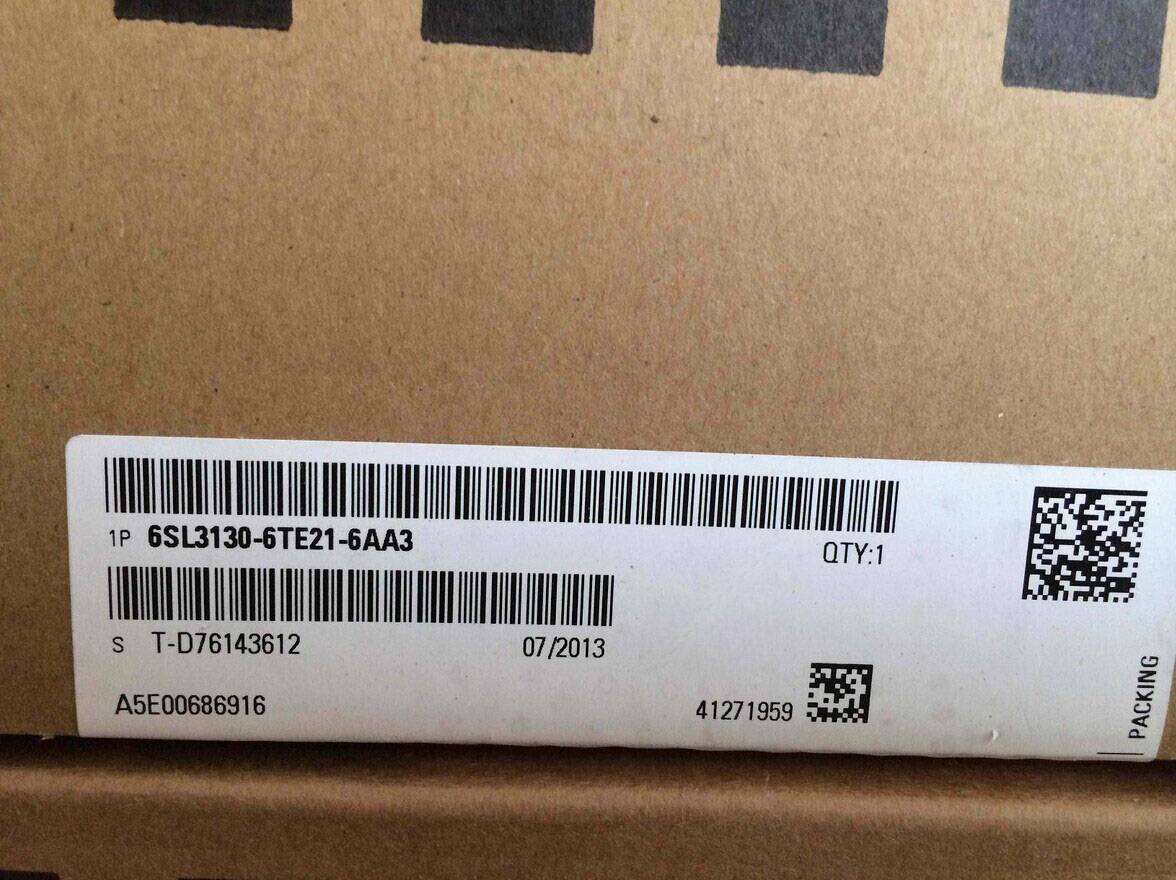 1P 6SL3130-6TE21-6AA3 QTY:1
S T-D76143612 07/2013
A5E00686916 41271959
PACKING